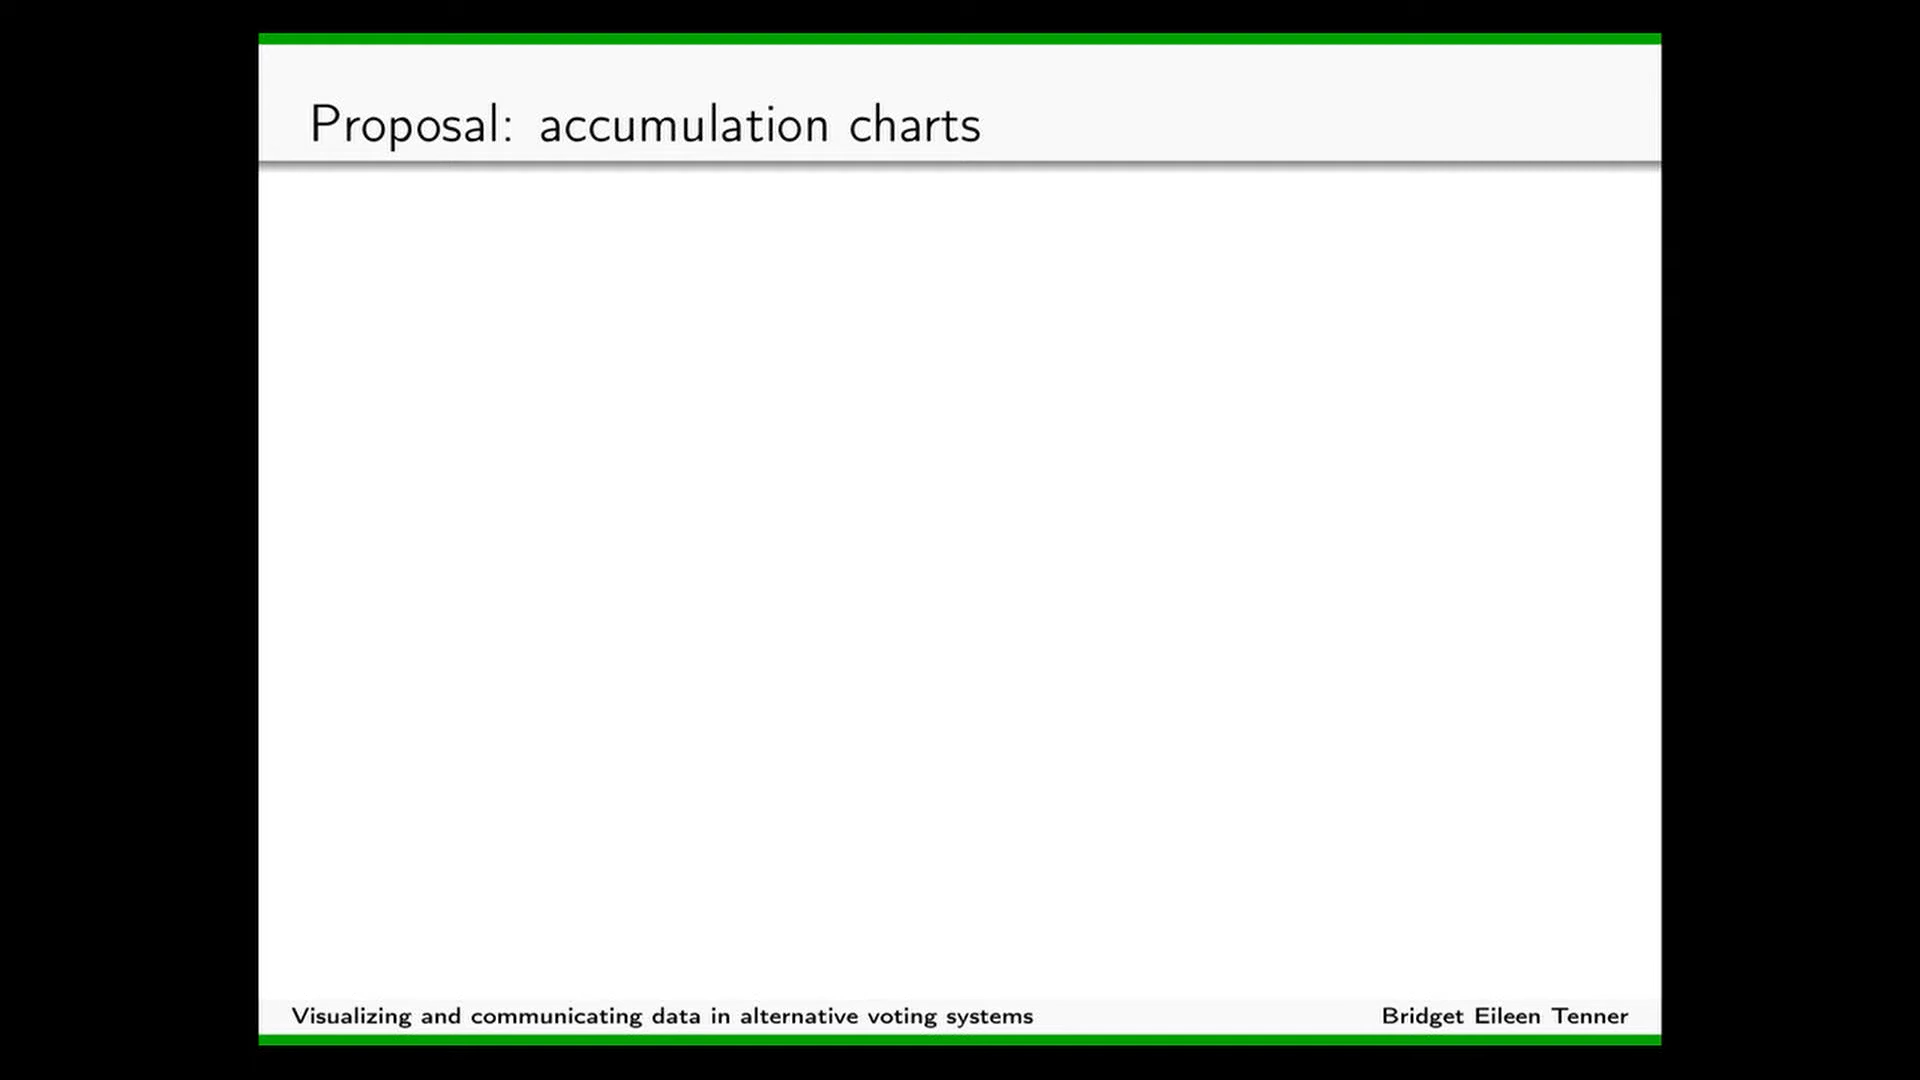 Proposal: accumulation charts
Visualizing and communicating data in alternative voting systems
Bridget Eileen Tenner